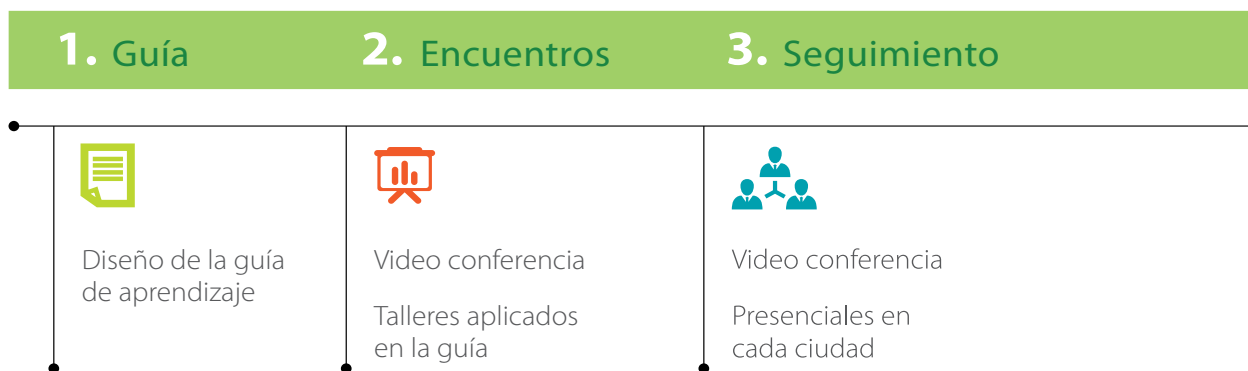 1. Guía
2. Encuentros
3. Seguimiento
Diseño de la guía
de aprendizaje
Video conferencia
Talleres aplicados
en la guía
Video conferencia
Presenciales en
cada ciudad